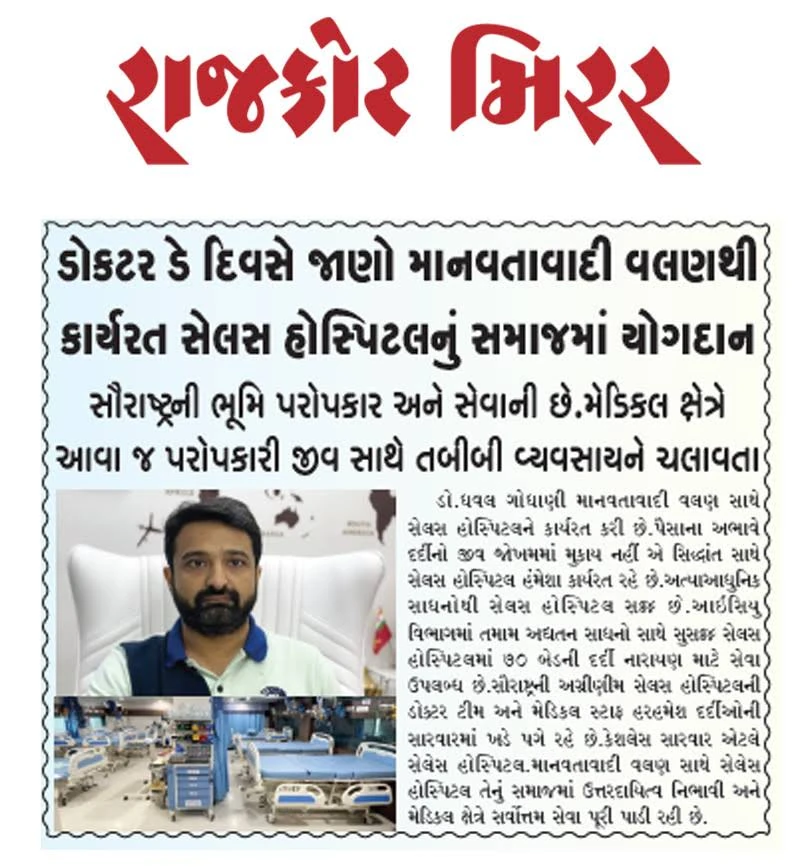 રાજકોટ મિરર
ડોકટર ડે દિવસે જાણો માનવતાવાદી વલણથી
કાર્યરત સેલસ હોસ્પિટલનું સમાજમાં યોગદાન
સૌરાષ્ટ્રની ભૂમિ પરોપકાર અને સેવાની છે.મેડિકલ ક્ષેત્રે
આવા જ પરોપકારી જીવ સાથે તબીબી વ્યવસાયને ચલાવતા
ડો.ધવલ ગોધાણી માનવતાવાદી વલણ સાથે
સેલસ હોસ્પિટલને કાર્યરત કરી છે.પૈસાના અભાવે
દર્દીનો જીવ જોખમમાં મુકાય નહીં એ સિદ્ધાંત સાથે
સેલસ હોસ્પિટલ હંમેશા કાર્યરત રહે છે.અત્યાઆધુનિક
સાધનોથી સેલસ હોસ્પિટલ સજ્જ છે.આઈસિયુ
વિભાગમાં તમામ અદ્યતન સાધનો સાથે સુસજ્જ સેલસ
હોસ્પિટલમાં ૭૦ બેડની દર્દી નારાયણ માટે સેવા
ઉપલબ્ધ છે.સૌરાષ્ટ્રની અગ્રીણીમ સેલસ હોસ્પિટલની
ડોક્ટર ટીમ અને મેડિકલ સ્ટાફ હરહમેશ દર્દીઓની
સારવારમાં ખડે પગે રહે છે.કેશલેસ સારવાર એટલે
સેલેસ હોસ્પિટલ.માનવતાવાદી વલણ સાથે સેલેસ
હોસ્પિટલ તેનું સમાજમાં ઉત્તરદાયિત્વ નિભાવી અને
મેડિકલ ક્ષેત્રે સર્વોત્તમ સેવા પૂરી પાડી રહી છે.